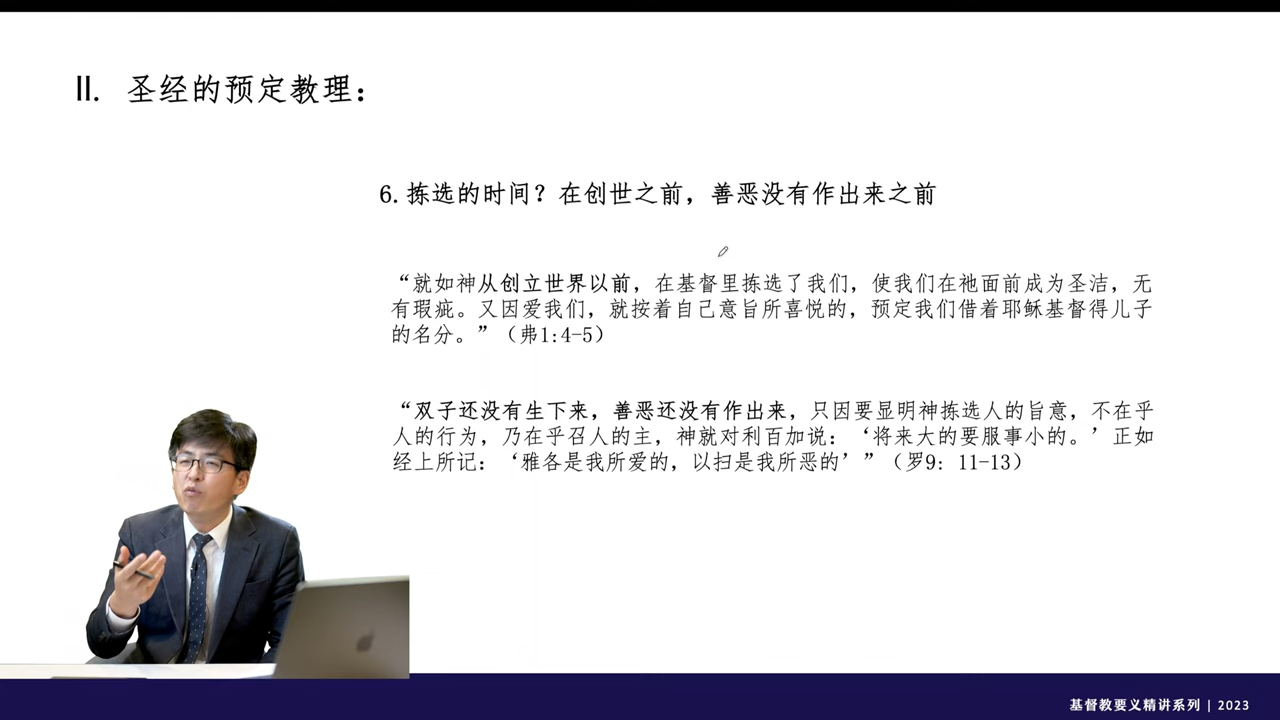 II. 圣经的预定教理：
6.拣选的时间？在创世之前，善恶没有作出来之前
“就如神从创立世界以前，在基督里拣选了我们，使我们在祂面前成为圣洁，无
有瑕疵。又因爱我们，就按着自己意旨所喜悦的，预定我们借着耶稣基督得儿子
的名分。”（弗1:4-5）
“双子还没有生下来，善恶还没有作出来，只因要显明神拣选人的旨意，不在乎
人的行为，乃在乎召人的主，神就对利百加说：‘将来大的要服事小的。’正如
经上所记：‘雅各是我所爱的，以扫是我所恶的’”（罗9: 11-13）
基督教要义精讲系列 | 2023